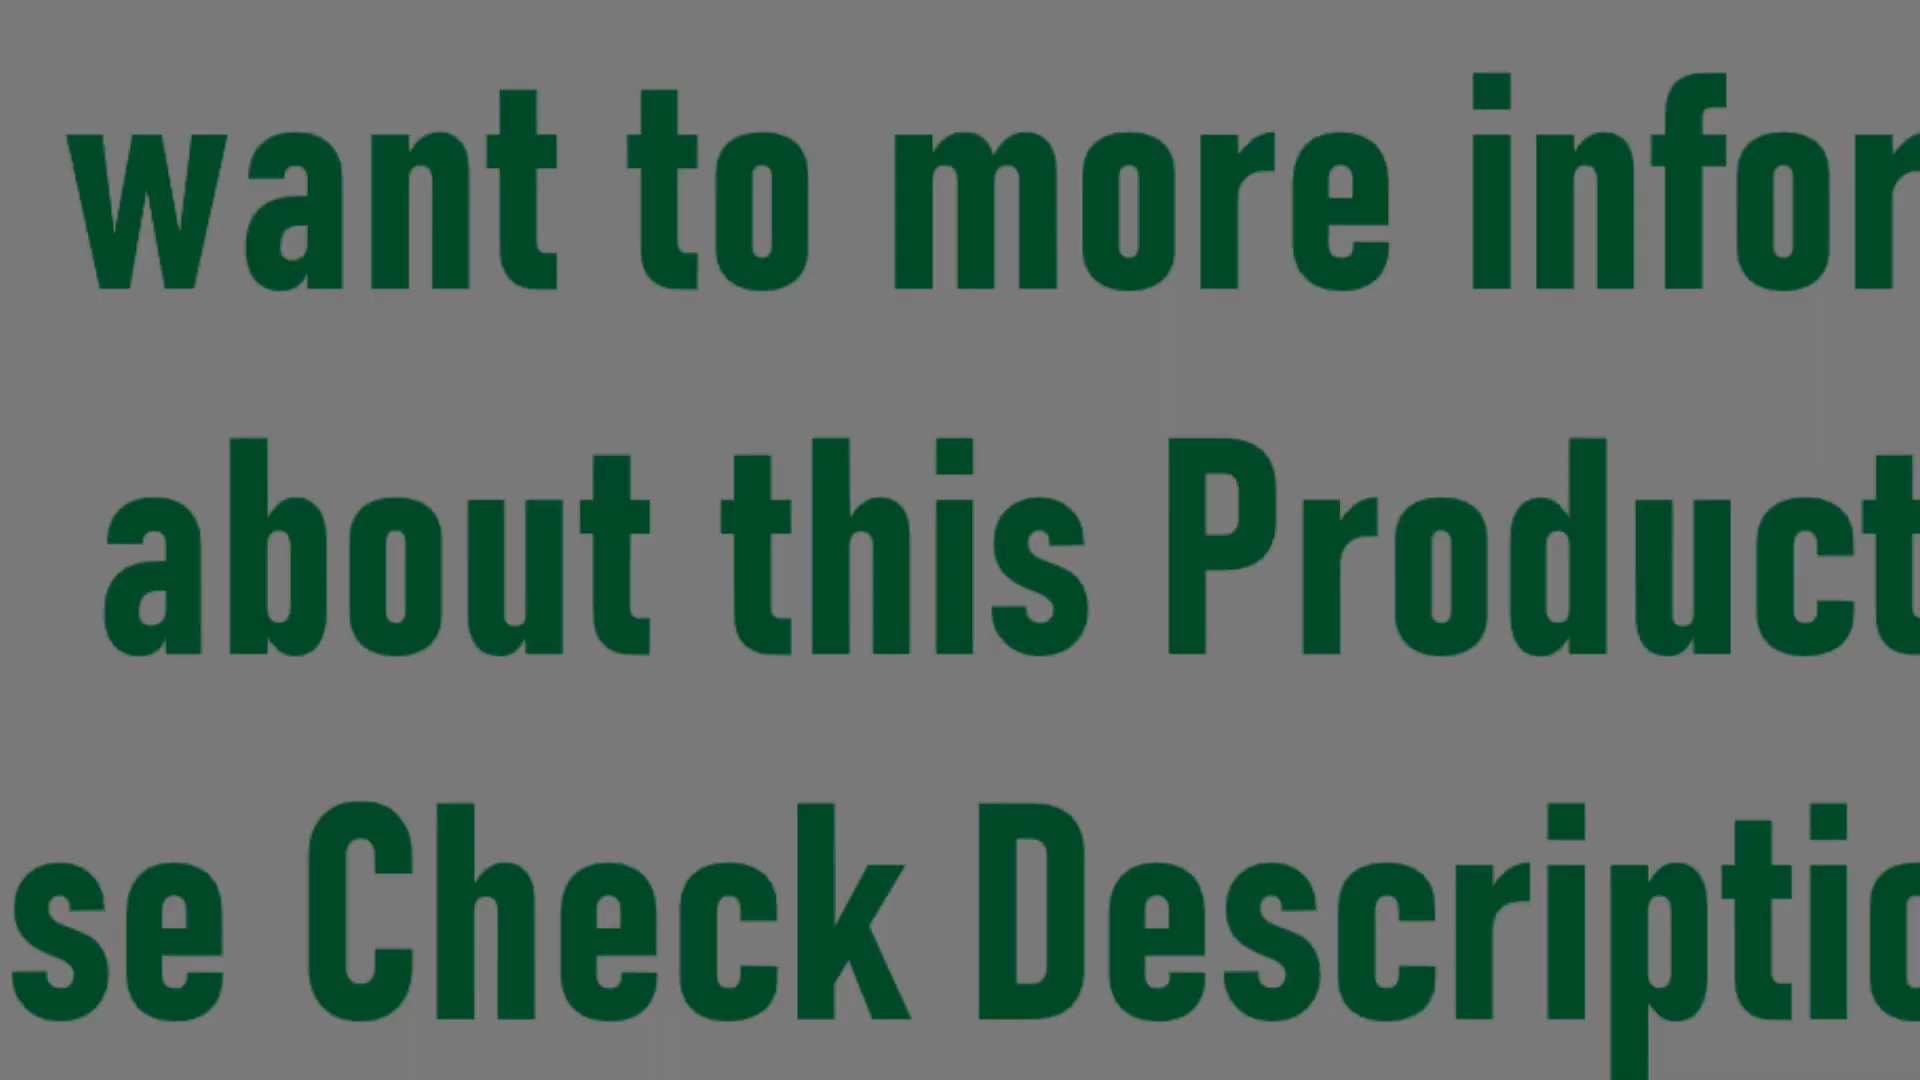 want to more infor
about this Product
se Check Descriptio